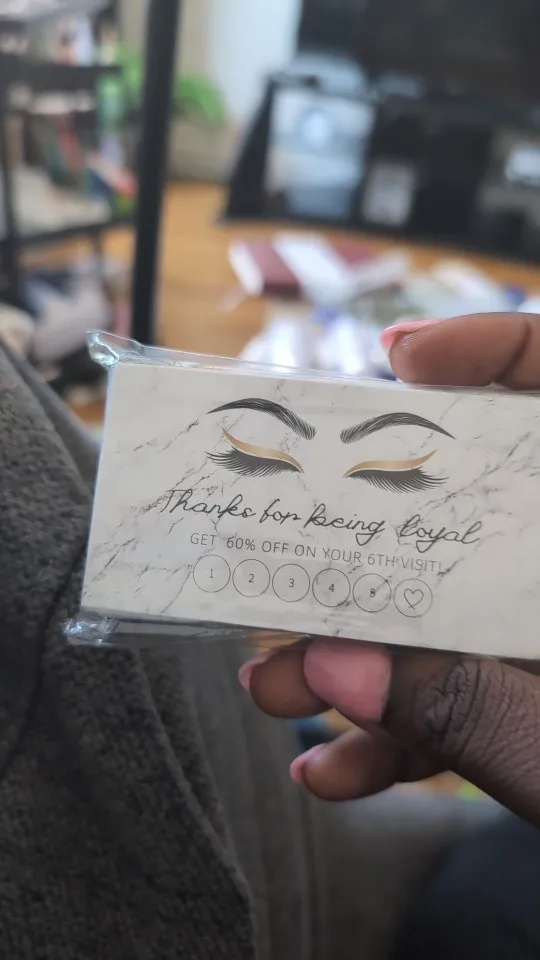 Thanks for being loyal
GET 60% OFF ON YOUR 6TH VISIT!
1 2 3 4 5